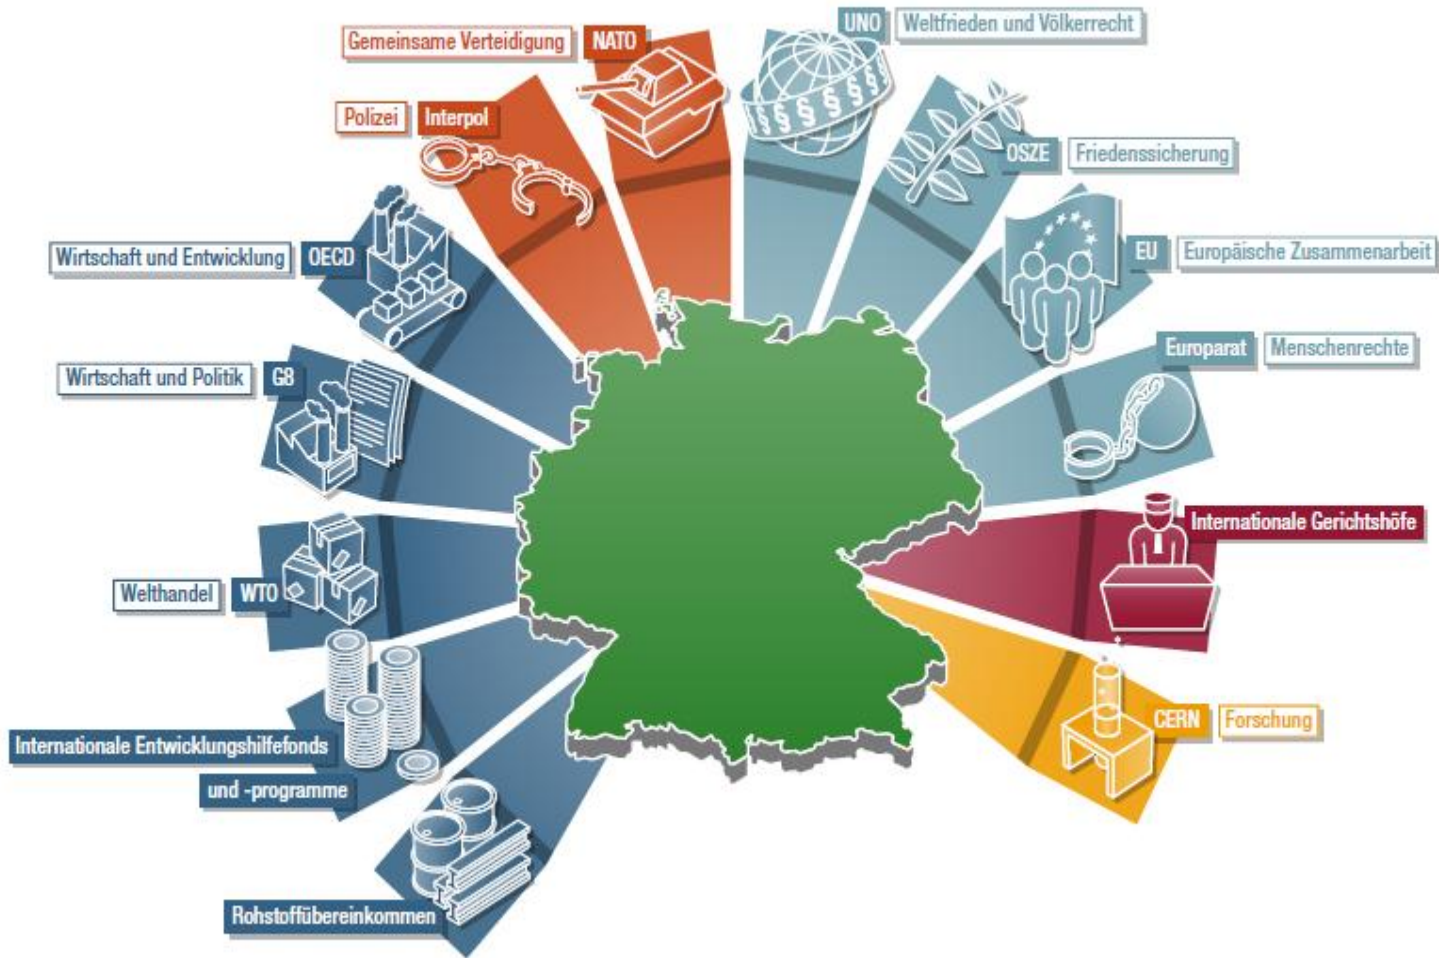 UNO Weltfrieden und Völkerrecht
Gemeinsame Verteidigung NATO
Polizei Interpol
OSZE Friedenssicherung
Wirtschaft und Entwicklung OECD
EU Europäische Zusammenarbeit
Europarat Menschenrechte
Wirtschaft und Politik G8
Internationale Gerichtshöfe
Welthandel WTO
CERN Forschung
Internationale Entwicklungshilfefonds
und -programme
Rohstoffübereinkommen